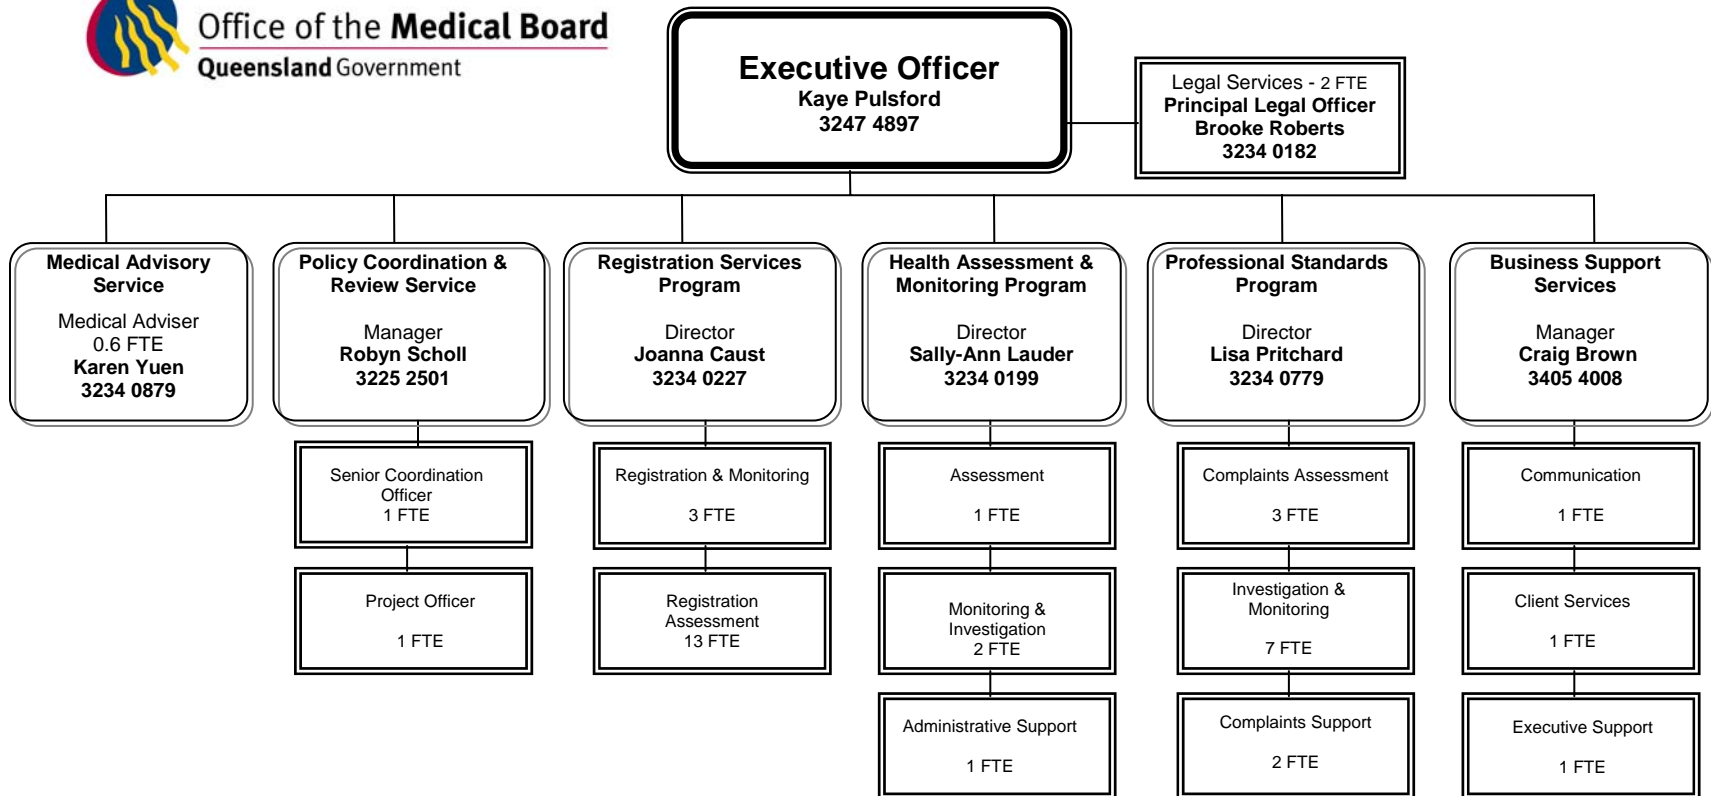 Office of the Medical Board
Queensland Government
Executive Officer
Kaye Pulsford
3247 4897
Legal Services - 2 FTE
Principal Legal Officer
Brooke Roberts
3234 0182
Medical Advisory
Service
Medical Adviser
0.6 FTE
Karen Yuen
3234 0879
Policy Coordination &
Review Service
Manager
Robyn Scholl
3225 2501
Registration Services
Program
Director
Joanna Caust
3234 0227
Health Assessment &
Monitoring Program
Director
Sally-Ann Lauder
3234 0199
Professional Standards
Program
Director
Lisa Pritchard
3234 0779
Business Support
Services
Manager
Craig Brown
3405 4008
Senior Coordination
Officer
1 FTE
Registration & Monitoring
3 FTE
Assessment
1 FTE
Complaints Assessment
3 FTE
Communication
1 FTE
Project Officer
1 FTE
Registration
Assessment
13 FTE
Monitoring &
Investigation
2 FTE
Investigation &
Monitoring
7 FTE
Client Services
1 FTE
Administrative Support
1 FTE
Complaints Support
2 FTE
Executive Support
1 FTE